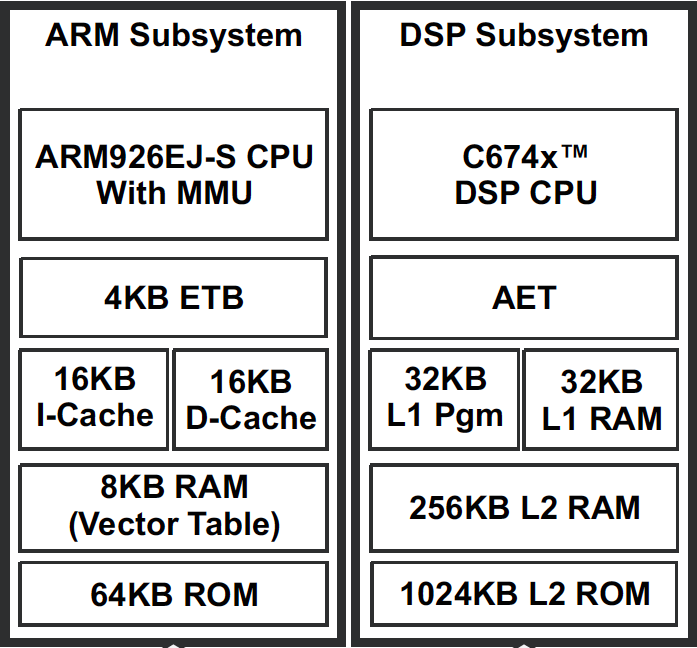 ARM Subsystem
ARM926EJ-S CPU
With MMU
4KB ETB
16KB
I-Cache
16KB
D-Cache
8KB RAM
(Vector Table)
64KB ROM
DSP Subsystem
C674x™
DSP CPU
AET
32KB
L1 Pgm
32KB
L1 RAM
256KB L2 RAM
1024KB L2 ROM